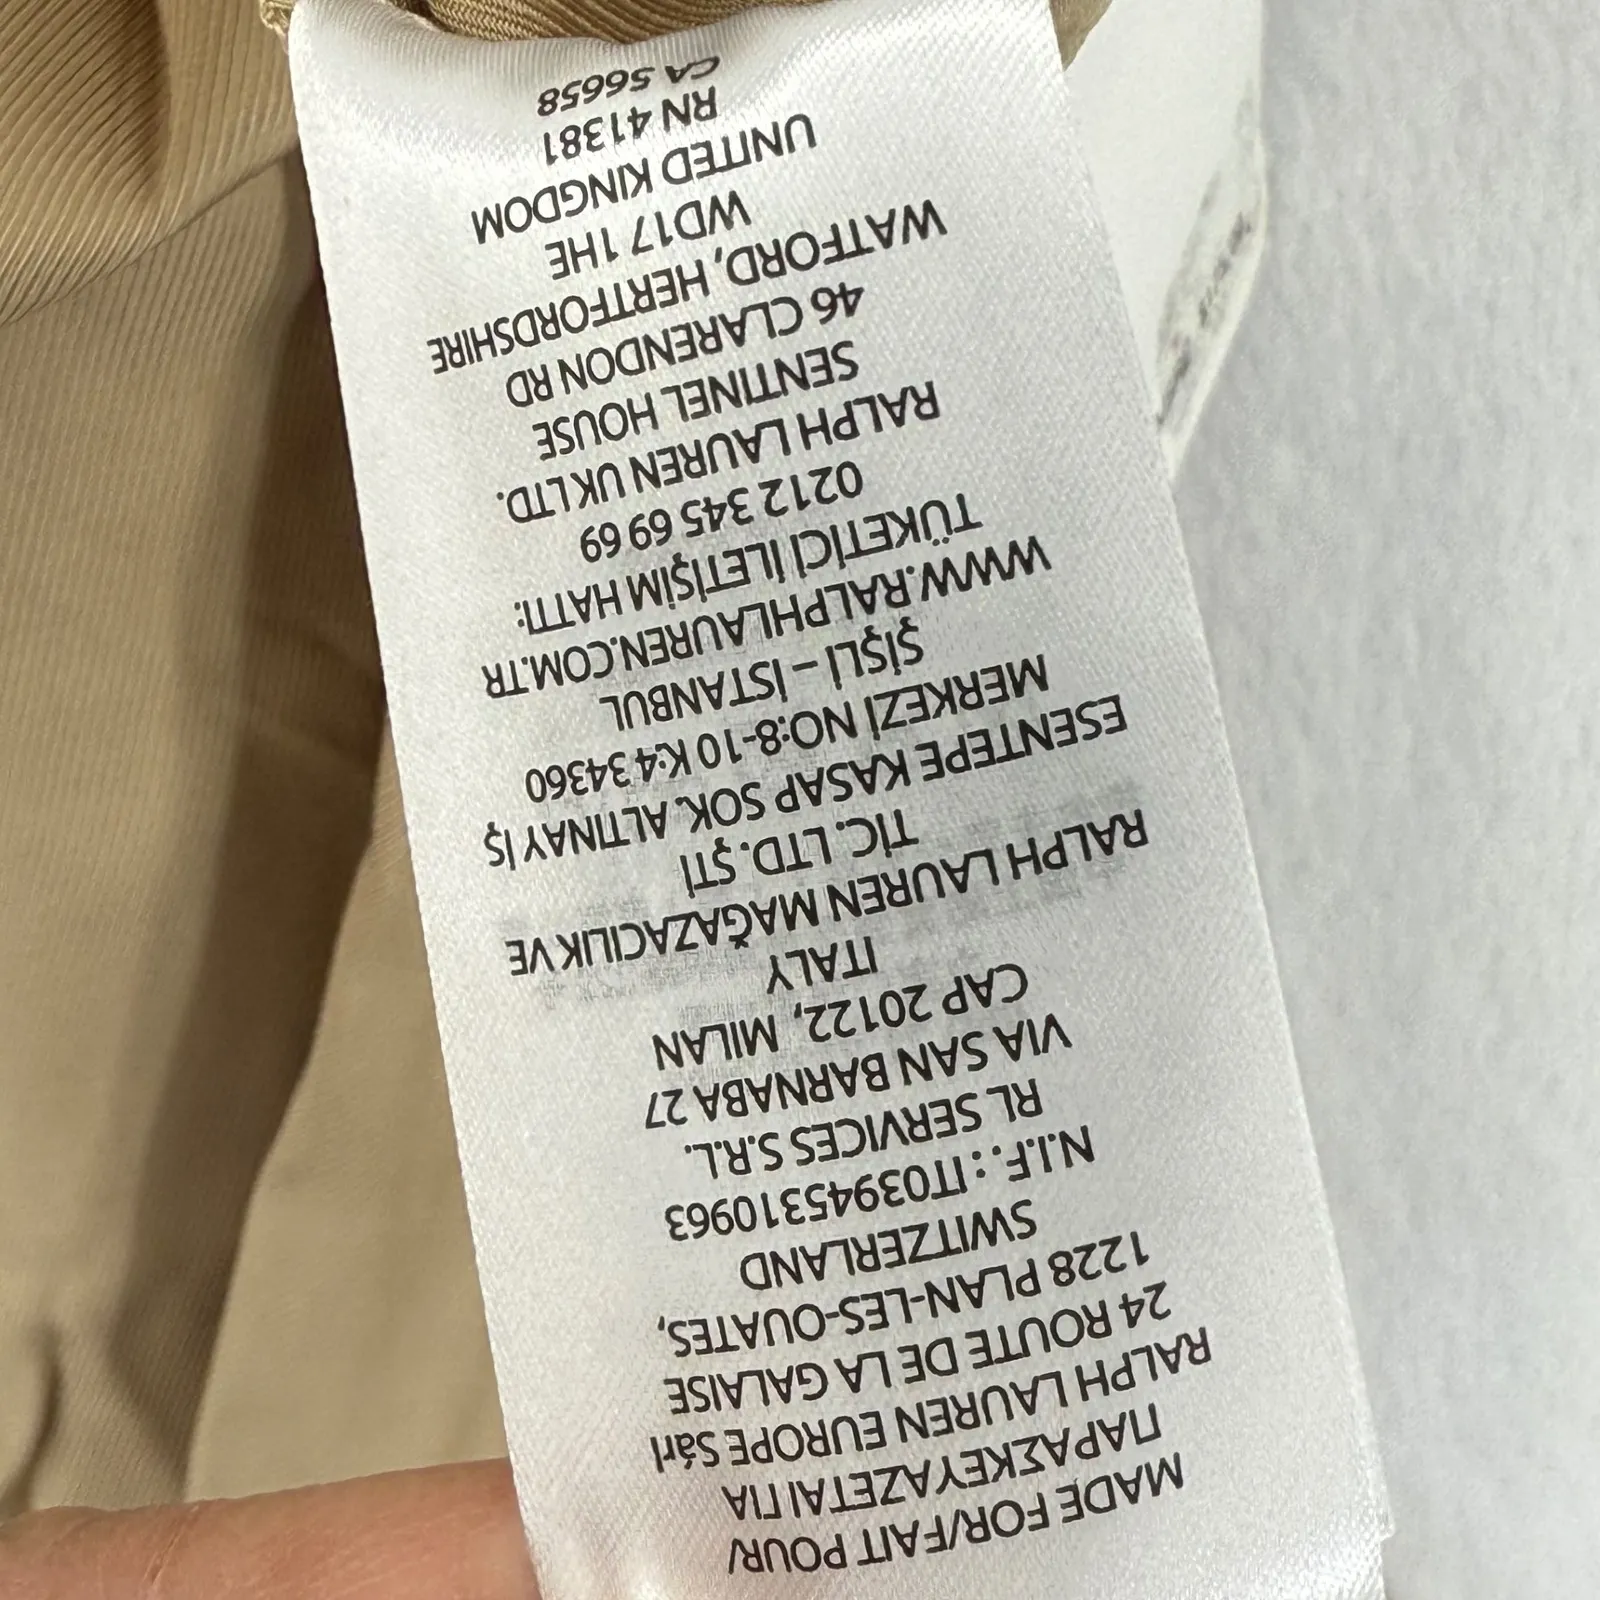 MADE FOR/FAIT POUR/
ΠΑΡΑΣΚΕΥΑΖΕΤΑΙ ΓΙΑ
RALPH LAUREN EUROPE Sárl
24 ROUTE DE LA GALAISE
1228 PLAN-LES-OUATES,
SWITZERLAND
N.I.F. : IT03945310963
RL SERVICES S.R.L.
VIA SAN BARNABA 27
CAP 20122, MILAN
ITALY
RALPH LAUREN MAĞAZACILIK VE
TİC. LTD.ŞTİ
ESENTEPE KASAP SOK. ALTINAY İŞ
MERKEZİ NO:8-10 K:4 34360
ŞİŞLİ – İSTANBUL
WWW.RALPHLAUREN.COM.TR
TÜKETİCİ İLETİŞİM HATTI:
0212 345 69 69
RALPH LAUREN UK LTD.
SENTINEL HOUSE
46 CLARENDON RD
WATFORD, HERTFORDSHIRE
WD17 1HE
UNITED KINGDOM
RN 41381
CA 56658